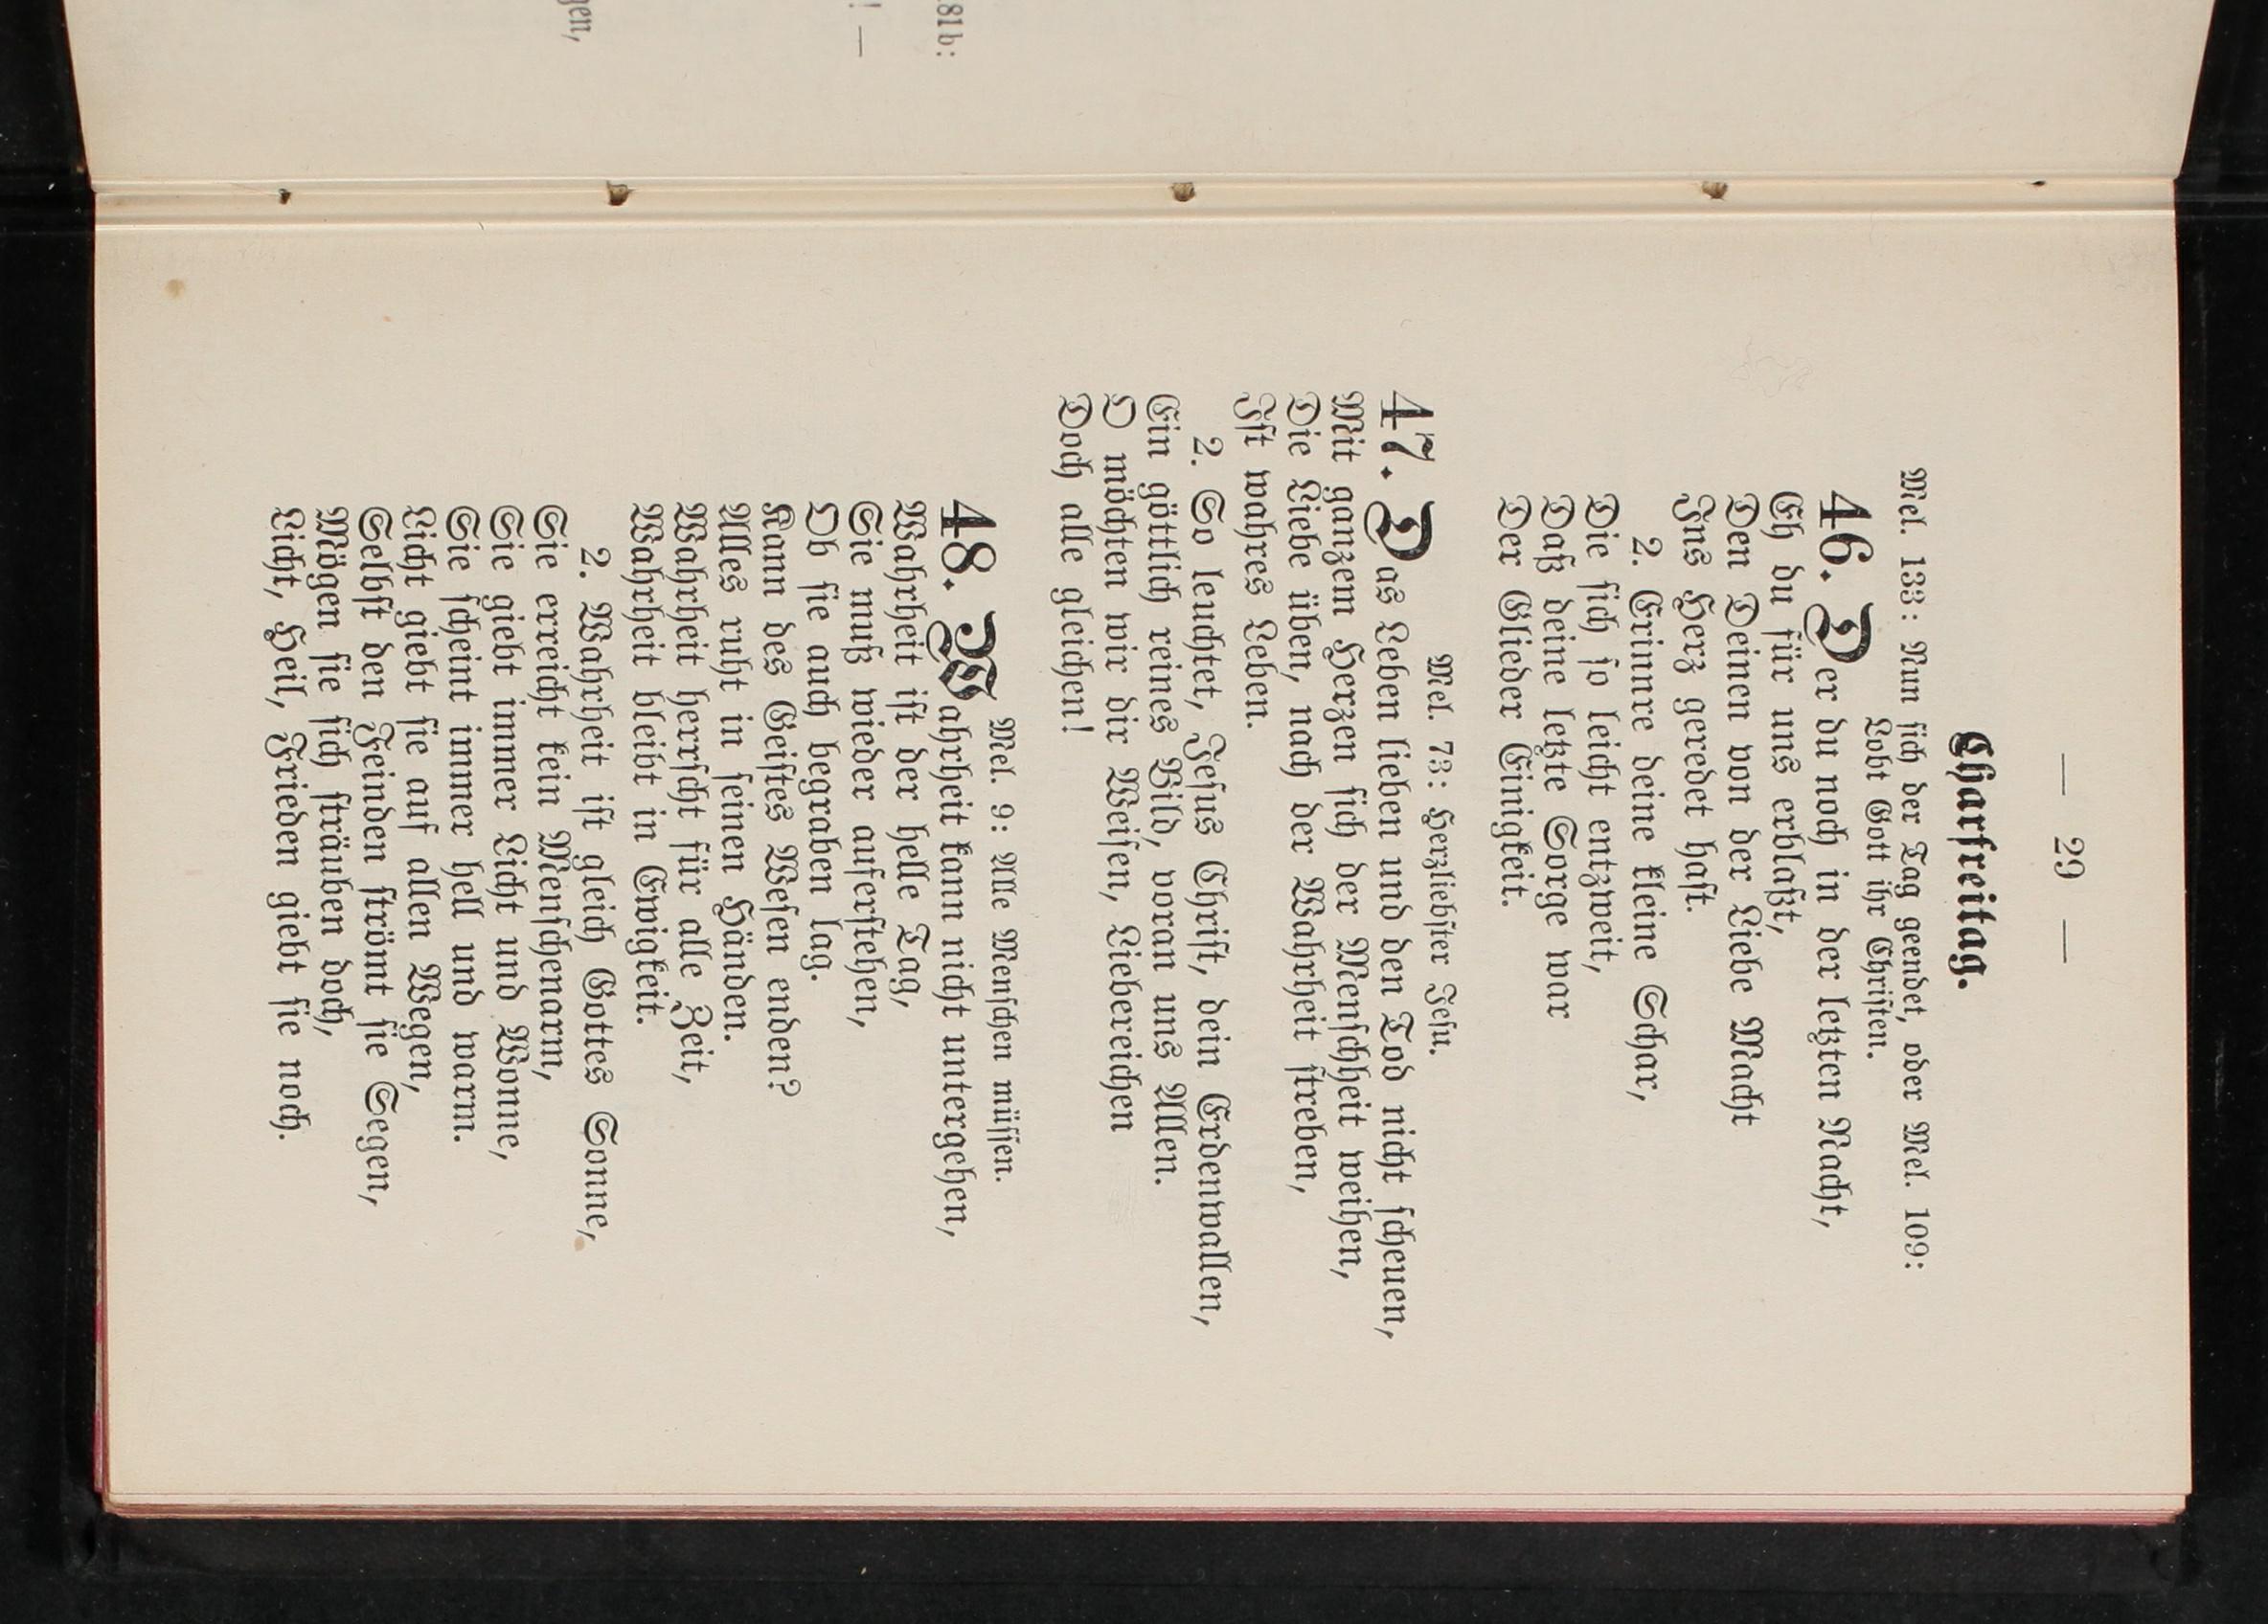 81b:
! —
gen,
— 29 —
Charfreitag.
Mel. 133: Nun sich der Tag geendet, oder Mel. 109:
Lobt Gott ihr Christen.
46. Der du noch in der letzten Nacht,
Eh du für uns erblaßt,
Den Deinen von der Liebe Macht
Ins Herz geredet hast.
2. Erinnre deine kleine Schar,
Die sich so leicht entzweit,
Daß deine letzte Sorge war
Der Glieder Einigkeit.
Mel. 73: Herzliebster Jesu.
47. Das Leben lieben und den Tod nicht scheuen,
Mit ganzem Herzen sich der Menschheit weihen,
Die Liebe üben, nach der Wahrheit streben,
Ist wahres Leben.
2. So leuchtet, Jesus Christ, dein Erdenwallen,
Ein göttlich reines Bild, voran uns Allen.
O möchten wir dir Weisen, Liebereichen
Doch alle gleichen!
Mel. 9: Alle Menschen müssen.
48. Wahrheit kann nicht untergehen,
Wahrheit ist der helle Tag,
Sie muß wieder auferstehen,
Ob sie auch begraben lag.
Kann des Geistes Wesen enden?
Alles ruht in seinen Händen.
Wahrheit herrscht für alle Zeit,
Wahrheit bleibt in Ewigkeit.
2. Wahrheit ist gleich Gottes Sonne,
Sie erreicht kein Menschenarm,
Sie giebt immer Licht und Wonne,
Sie scheint immer hell und warm.
Licht giebt sie auf allen Wegen,
Selbst den Feinden strömt sie Segen,
Mögen sie sich sträuben doch,
Licht, Heil, Frieden giebt sie noch.